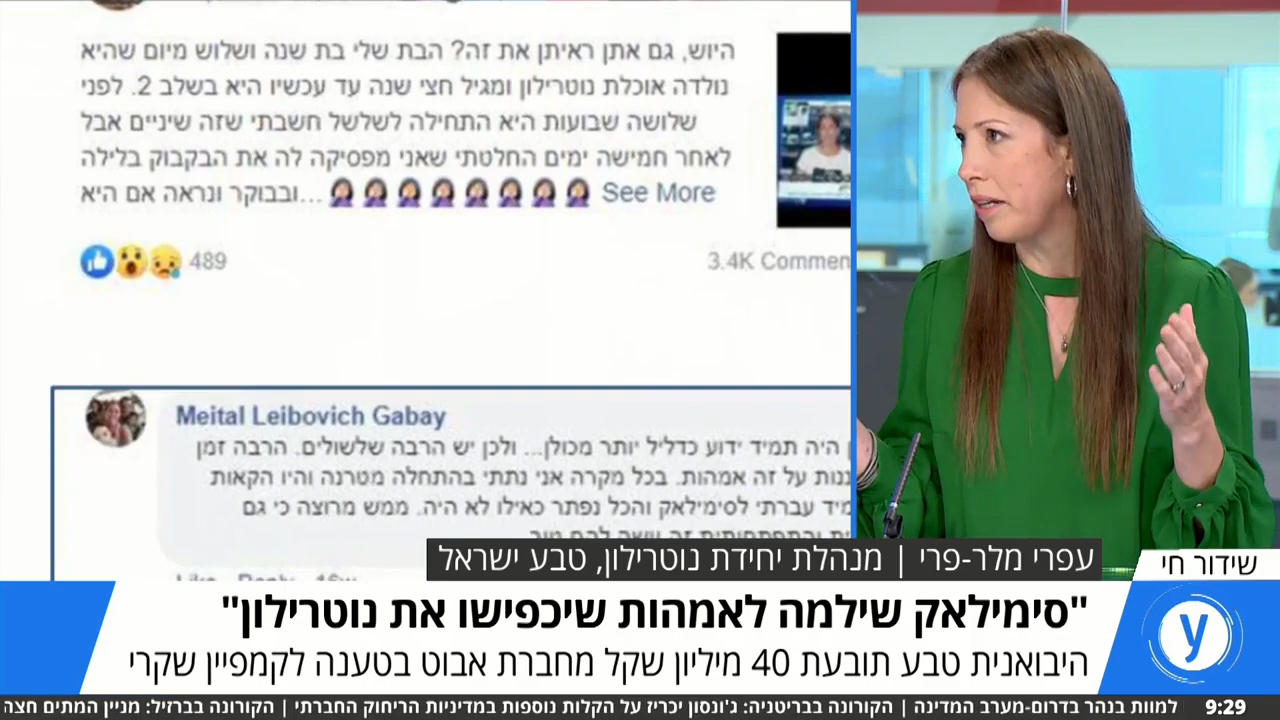 היוש, גם אתן ראיתן את זה? הבת שלי בת שנה ושלוש מיום שהיא
נולדה אוכלת נוטרילון ומגיל חצי שנה עד עכשיו היא בשלב 2. לפני
שלושה שבועות היא התחילה לשלשל חשבתי שזה שיניים אבל
לאחר חמישה ימים החלטתי שאני מפסיקה לה את הבקבוק בלילה
ובבוקר ונראה אם היא... See More
489
3.4K Commen
Meital Leibovich Gabay
היה תמיד ידוע כדליל יותר מכולן... ולכן יש הרבה שלשולים. הרבה זמן
ננות על זה אמהות. בכל מקרה אני נתתי בהתחלה מטרנה והיו הקאות
מיד עברתי לסימילאק והכל נפתר כאילו לא היה. ממש מרוצה כי גם
עפרי מלר-פרי | מנהלת יחידת נוטרילון, טבע ישראל
שידור חי
"סימילאק שילמה לאמהות שיכפישו את נוטרילון"
היבואנית טבע תובעת 40 מיליון שקל מחברת אבוט בטענה לקמפיין שקרי
y
9:29
למוות בנהר בדרום-מערב המדינה | הקורונה בבריטניה: ג'ונסון יכריז על הקלות נוספות במדיניות הריחוק החברתי | הקורונה בברזיל: מניין המתים חצה